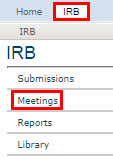 Home IRB
IRB
IRB
Submissions
Meetings
Reports
Library